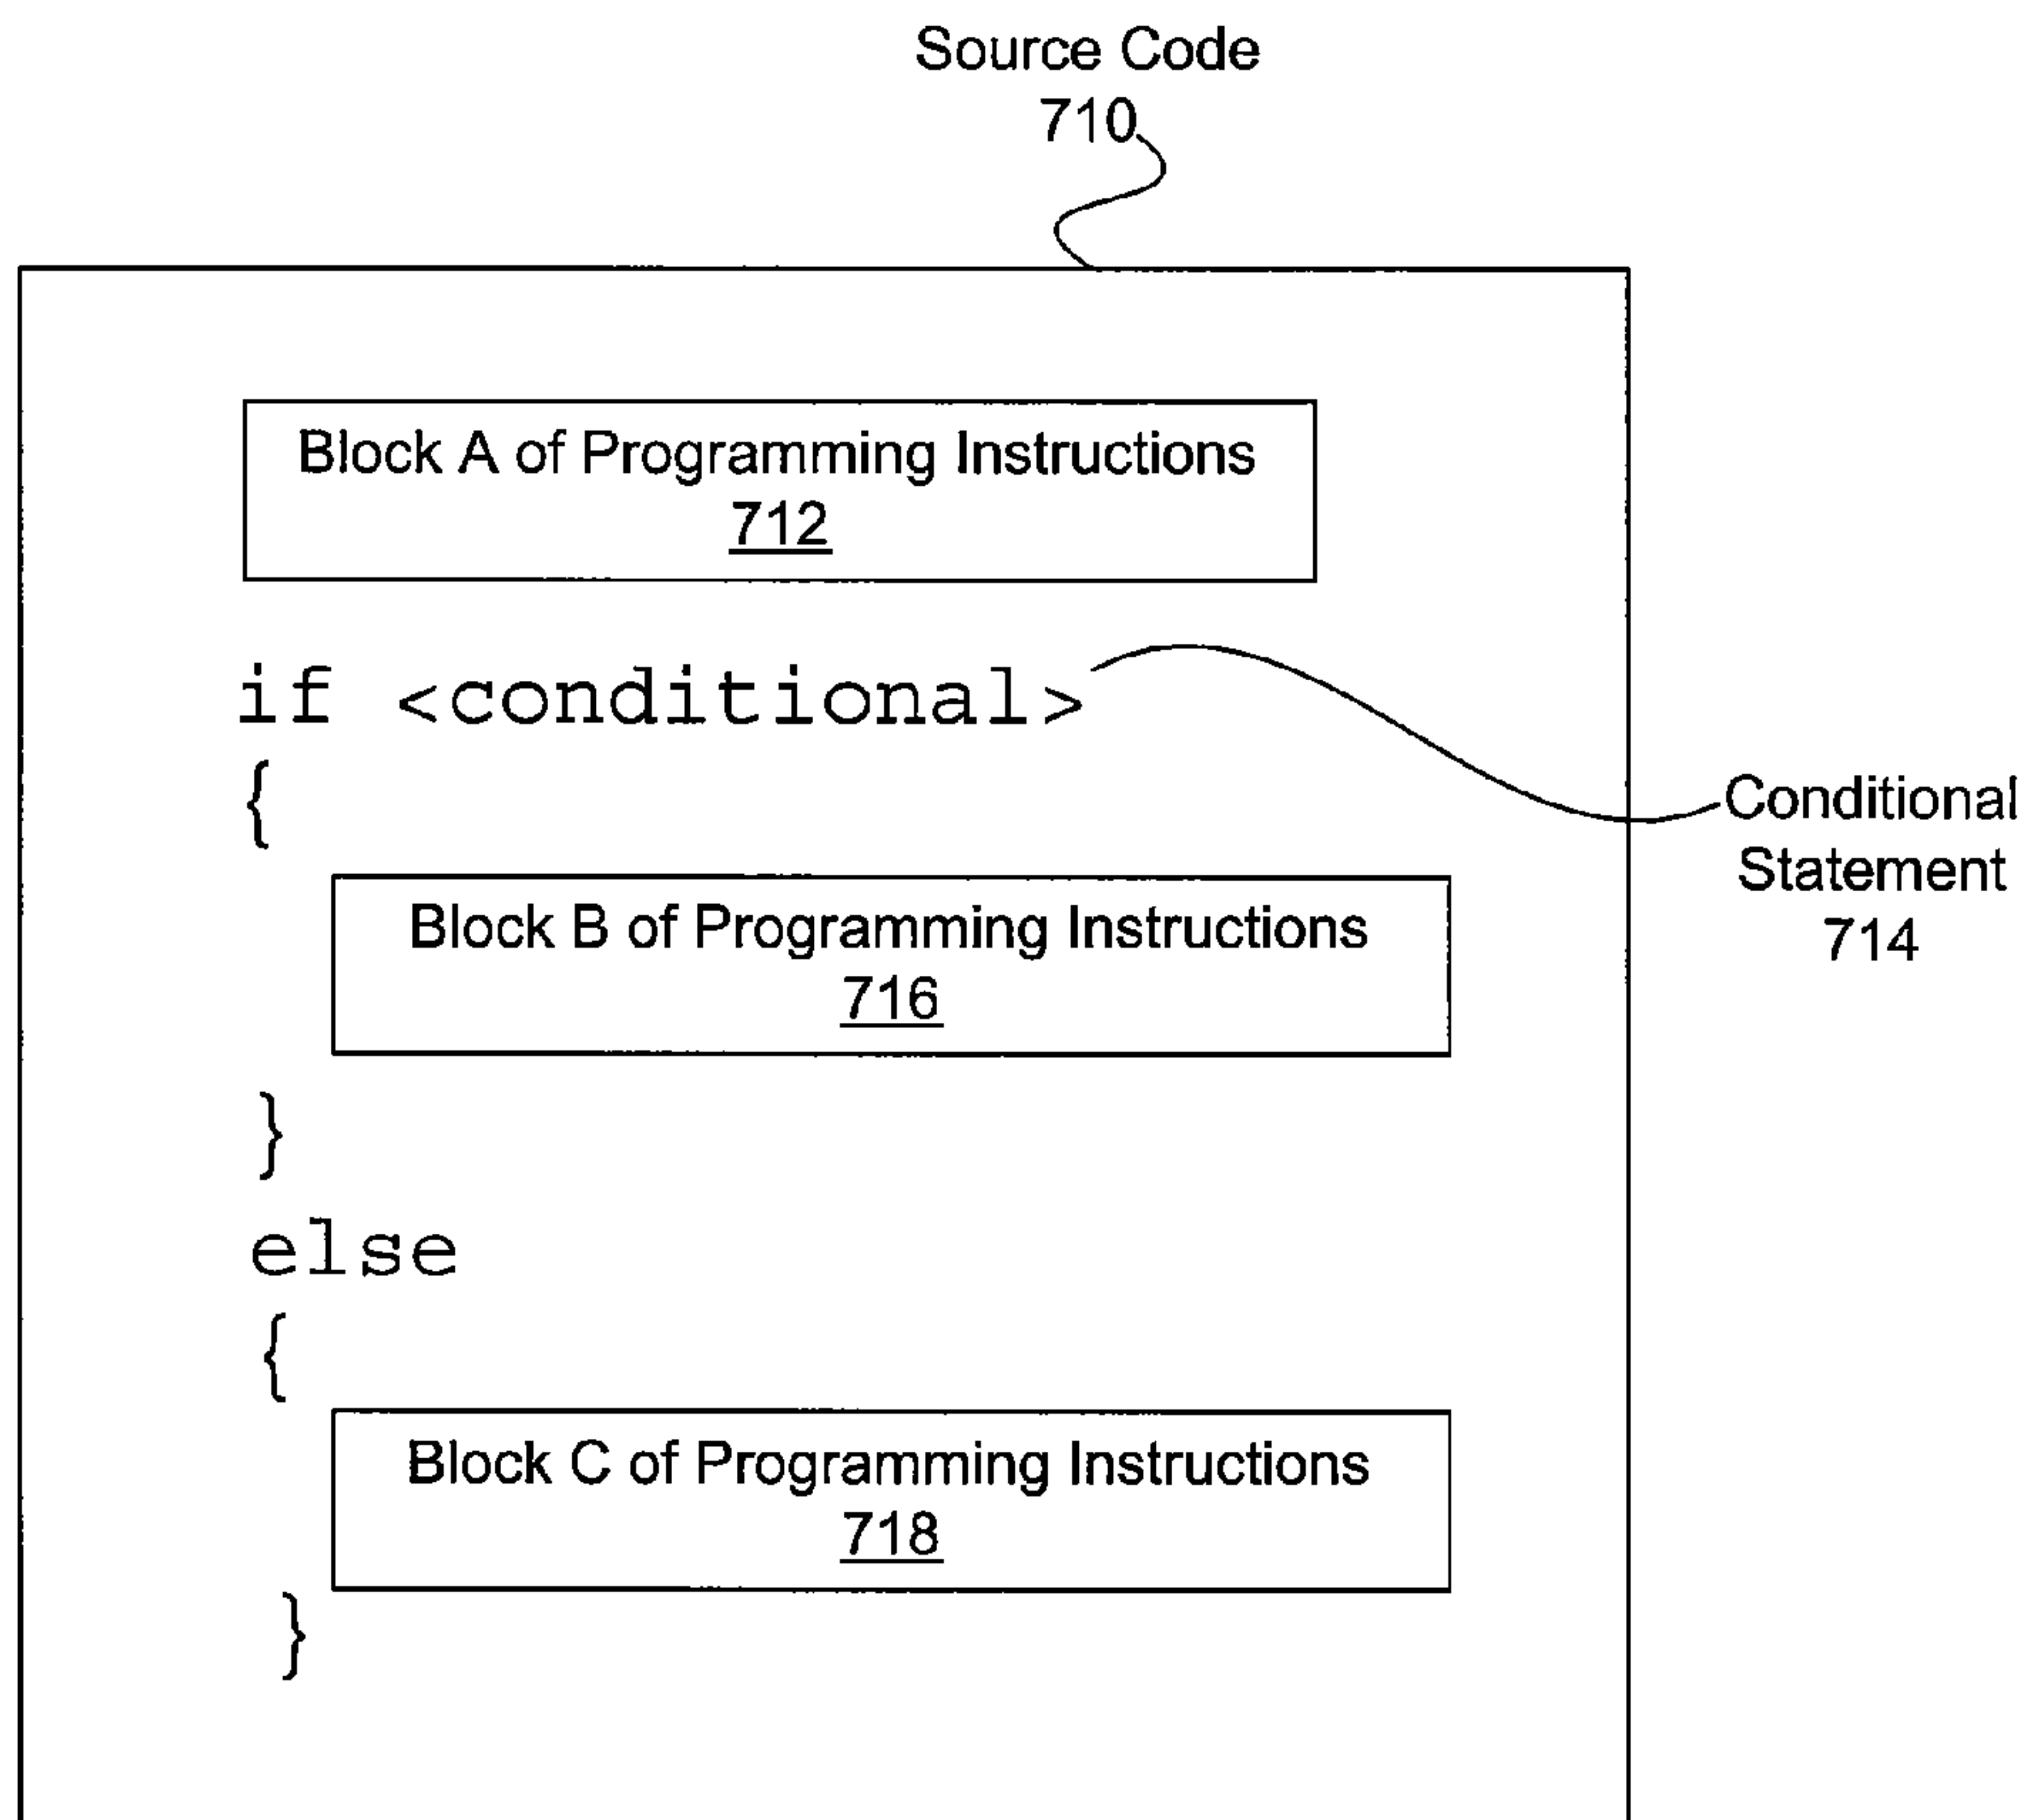 Source Code
710
Block A of Programming Instructions
712
if <conditional>
{
Conditional
Statement
714
Block B of Programming Instructions
716
}
else
{
Block C of Programming Instructions
718
}